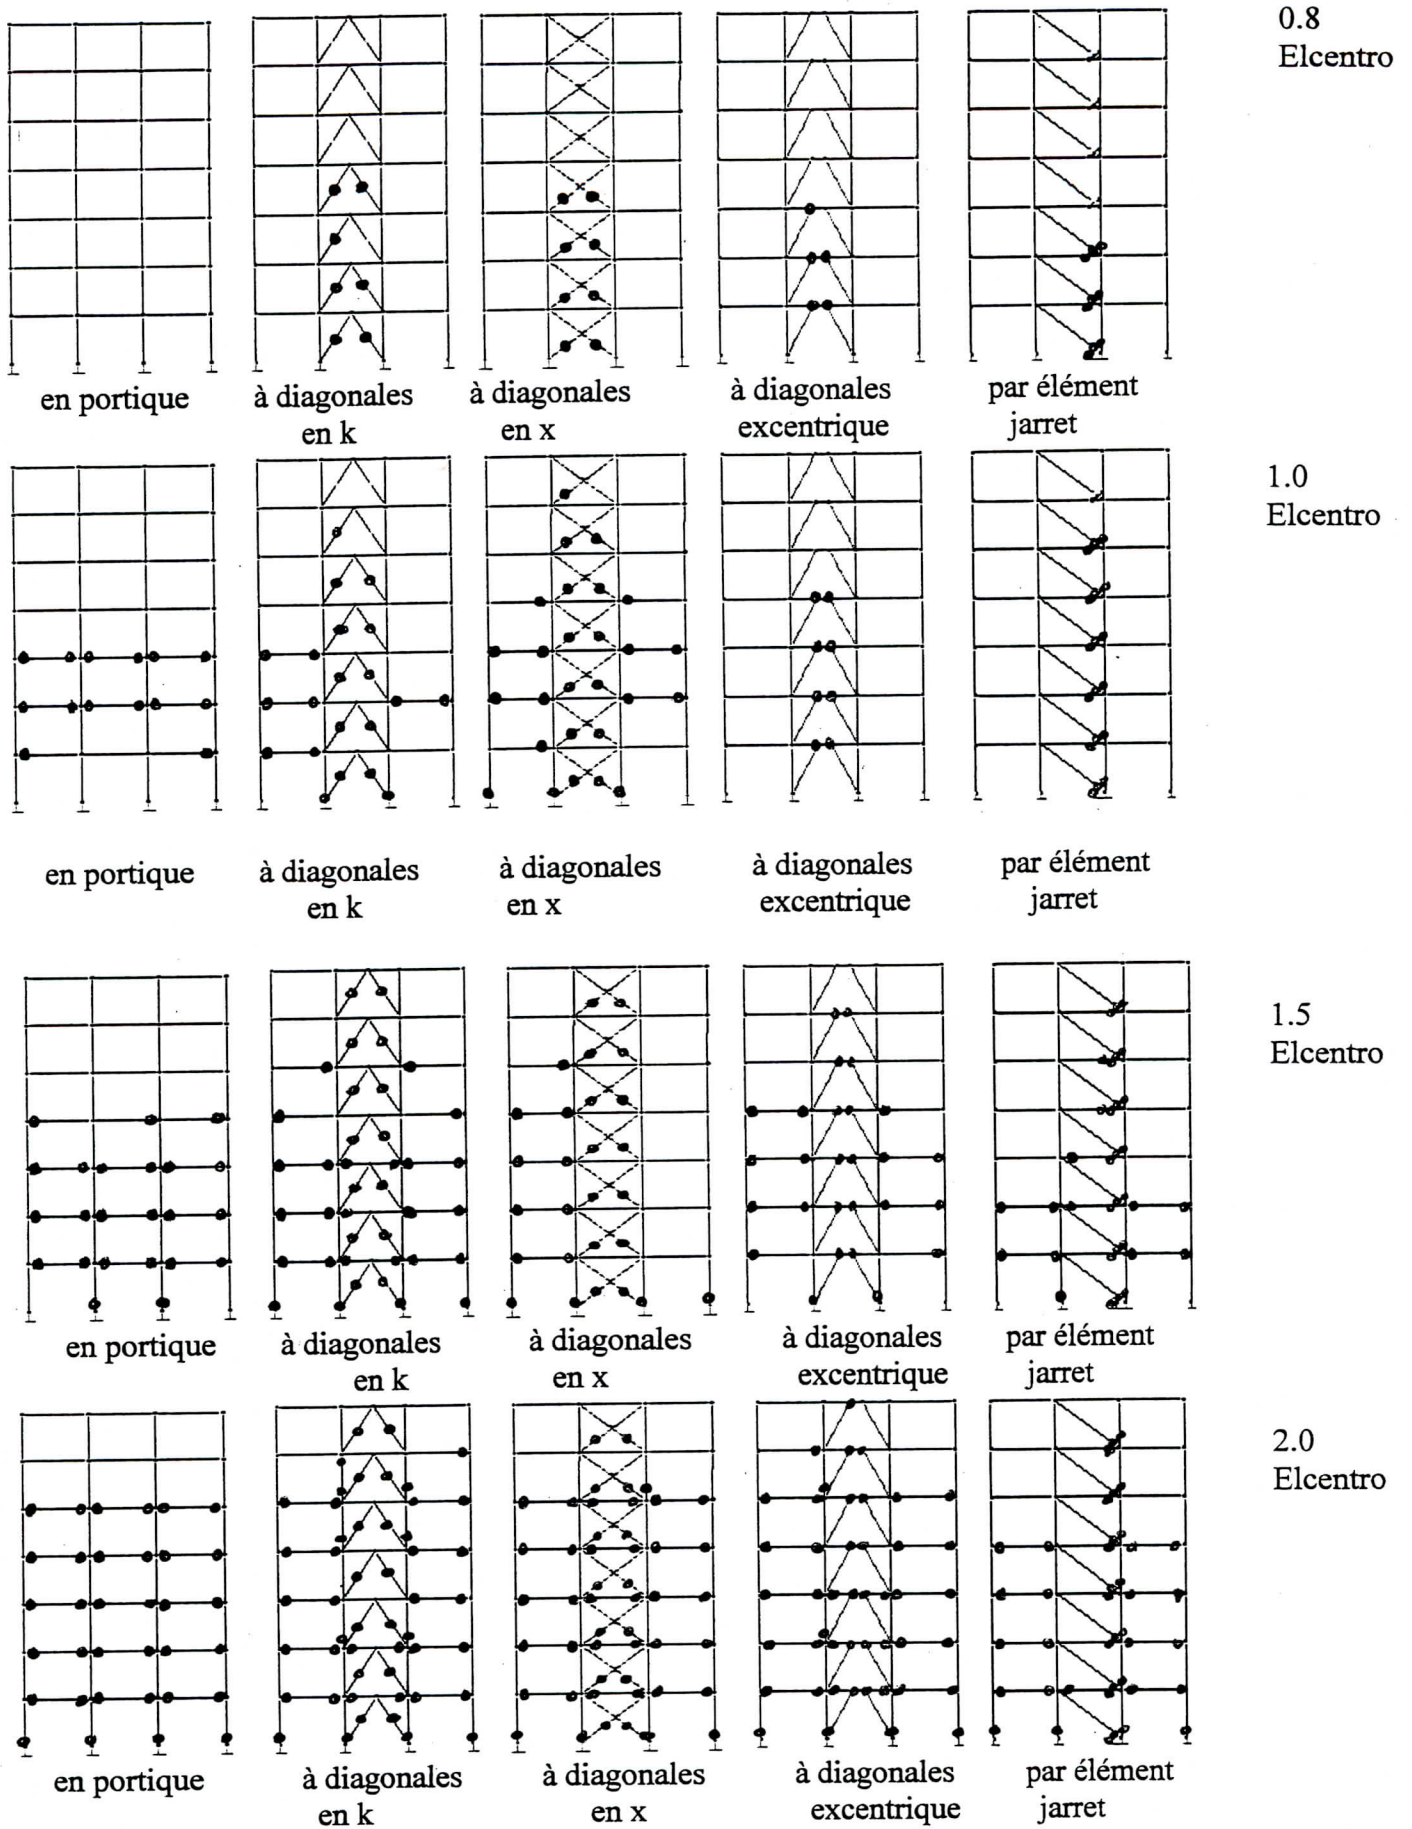 0.8
Elcentro
en portique
à diagonales
en k
à diagonales
en x
à diagonales
excentrique
par élément
jarret
1.0
Elcentro
en portique
à diagonales
en k
à diagonales
en x
à diagonales
excentrique
par élément
jarret
1.5
Elcentro
en portique
à diagonales
en k
à diagonales
en x
à diagonales
excentrique
par élément
jarret
2.0
Elcentro
en portique
à diagonales
en k
à diagonales
en x
à diagonales
excentrique
par élément
jarret